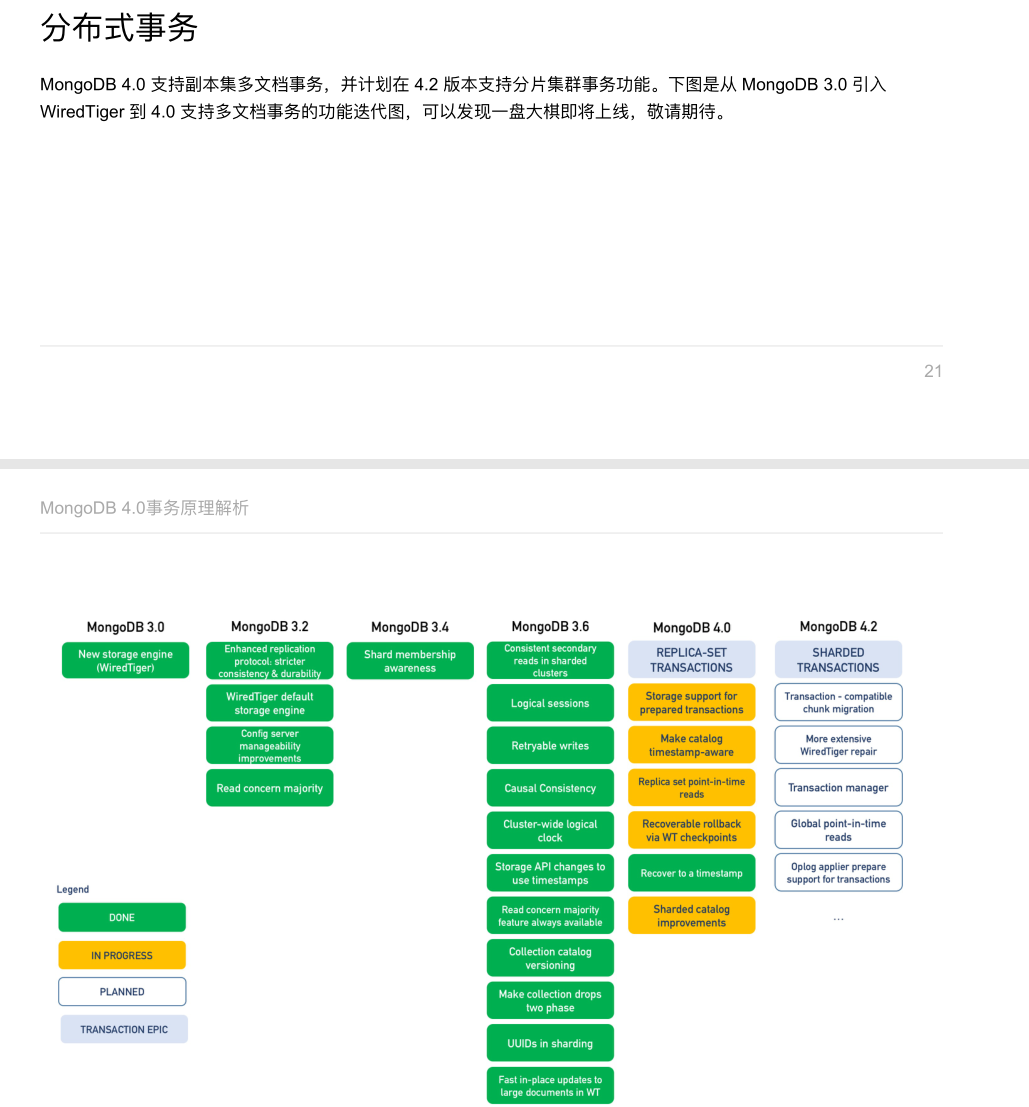 分布式事务
MongoDB 4.0 支持副本集多文档事务，并计划在 4.2 版本支持分片集群事务功能。下图是从 MongoDB 3.0 引入
WiredTiger 到 4.0 支持多文档事务的功能迭代图，可以发现一盘大棋即将上线，敬请期待。
21
MongoDB 4.0事务原理解析
MongoDB 3.0
New storage engine
(WiredTiger)
MongoDB 3.2
Enhanced replication
protocol: stricter
consistency & durability
WiredTiger default
storage engine
Config server
manageability
improvements
Read concern majority
MongoDB 3.4
Shard membership
awareness
MongoDB 3.6
Consistent secondary
reads in sharded
clusters
Logical sessions
Retryable writes
Causal Consistency
Cluster-wide logical
clock
Storage API changes to
use timestamps
Read concern majority
feature always available
Collection catalog
versioning
Make collection drops
two phase
UUIDs in sharding
Fast in-place updates to
large documents in WT
MongoDB 4.0
REPLICA-SET
TRANSACTIONS
Storage support for
prepared transactions
Make catalog
timestamp-aware
Replica set point-in-time
reads
Recoverable rollback
via WT checkpoints
Recover to a timestamp
Sharded catalog
improvements
MongoDB 4.2
SHARDED
TRANSACTIONS
Transaction - compatible
chunk migration
More extensive
WiredTiger repair
Transaction manager
Global point-in-time
reads
Oplog applier prepare
support for transactions
...
Legend
DONE
IN PROGRESS
PLANNED
TRANSACTION EPIC